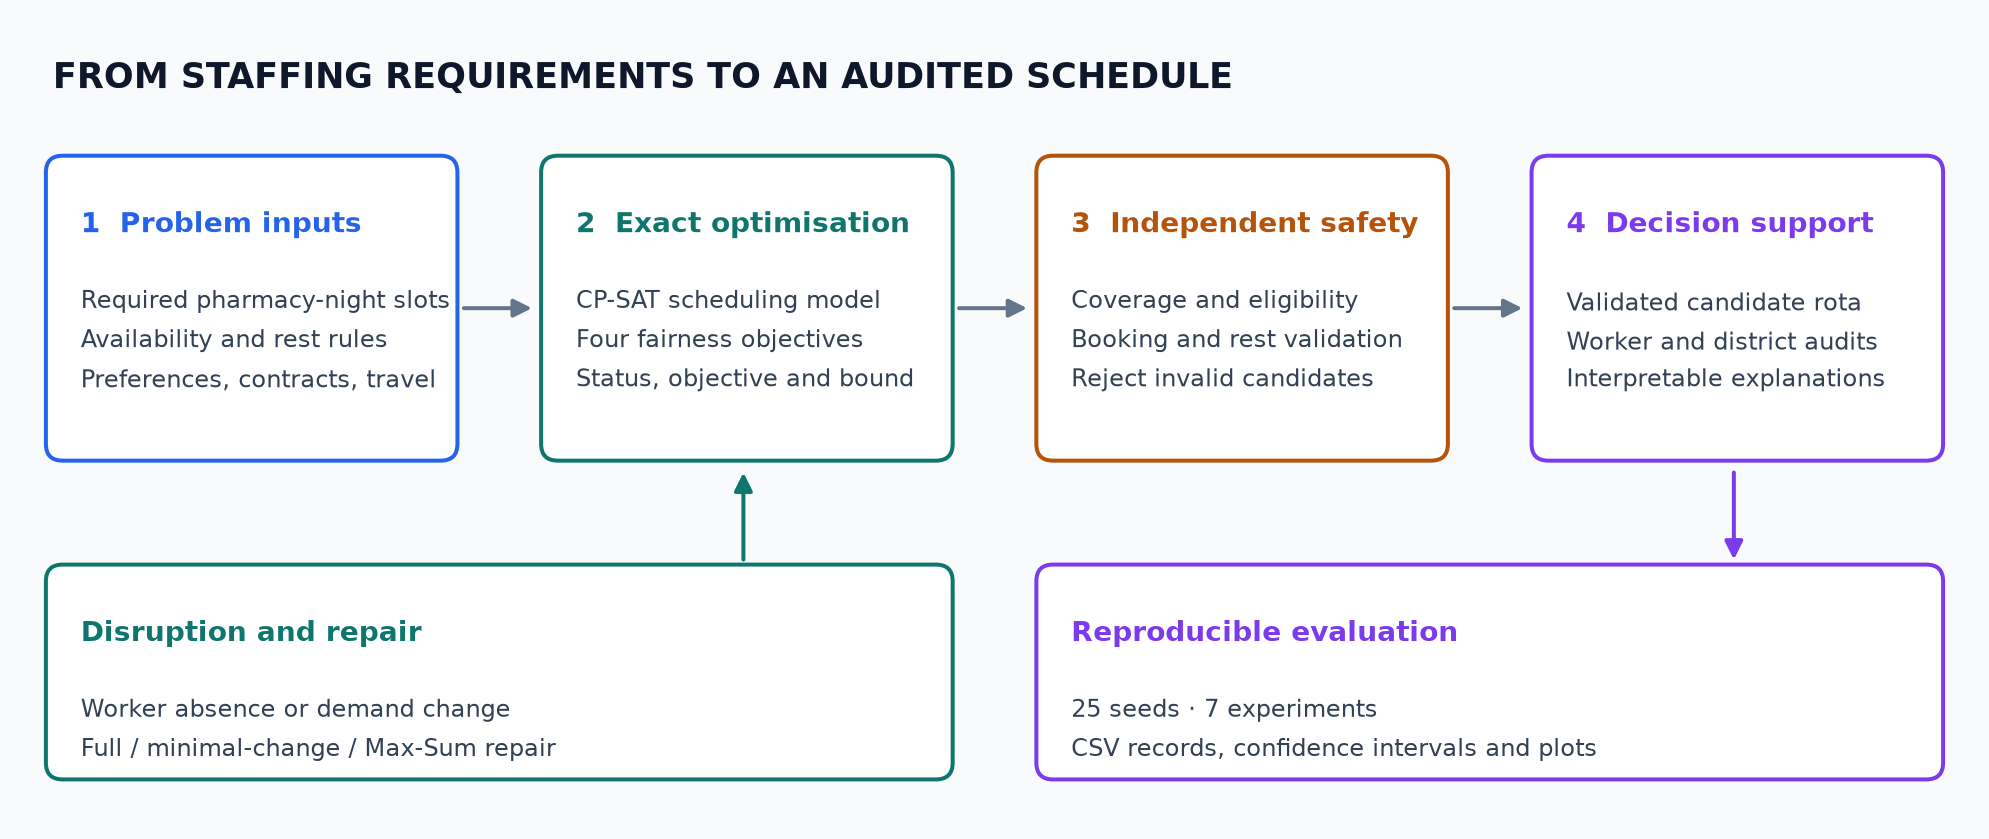 FROM STAFFING REQUIREMENTS TO AN AUDITED SCHEDULE
1 Problem inputs
Required pharmacy-night slots
Availability and rest rules
Preferences, contracts, travel
2 Exact optimisation
CP-SAT scheduling model
Four fairness objectives
Status, objective and bound
3 Independent safety
Coverage and eligibility
Booking and rest validation
Reject invalid candidates
4 Decision support
Validated candidate rota
Worker and district audits
Interpretable explanations
Disruption and repair
Worker absence or demand change
Full / minimal-change / Max-Sum repair
Reproducible evaluation
25 seeds · 7 experiments
CSV records, confidence intervals and plots